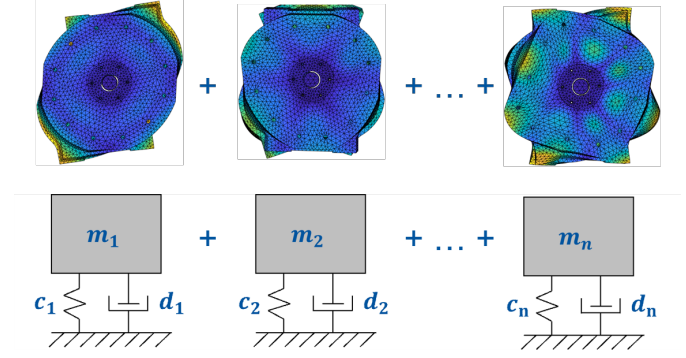 + + ... +
m₁ + m₂ + ... + mₙ
c₁ d₁ c₂ d₂ cₙ dₙ